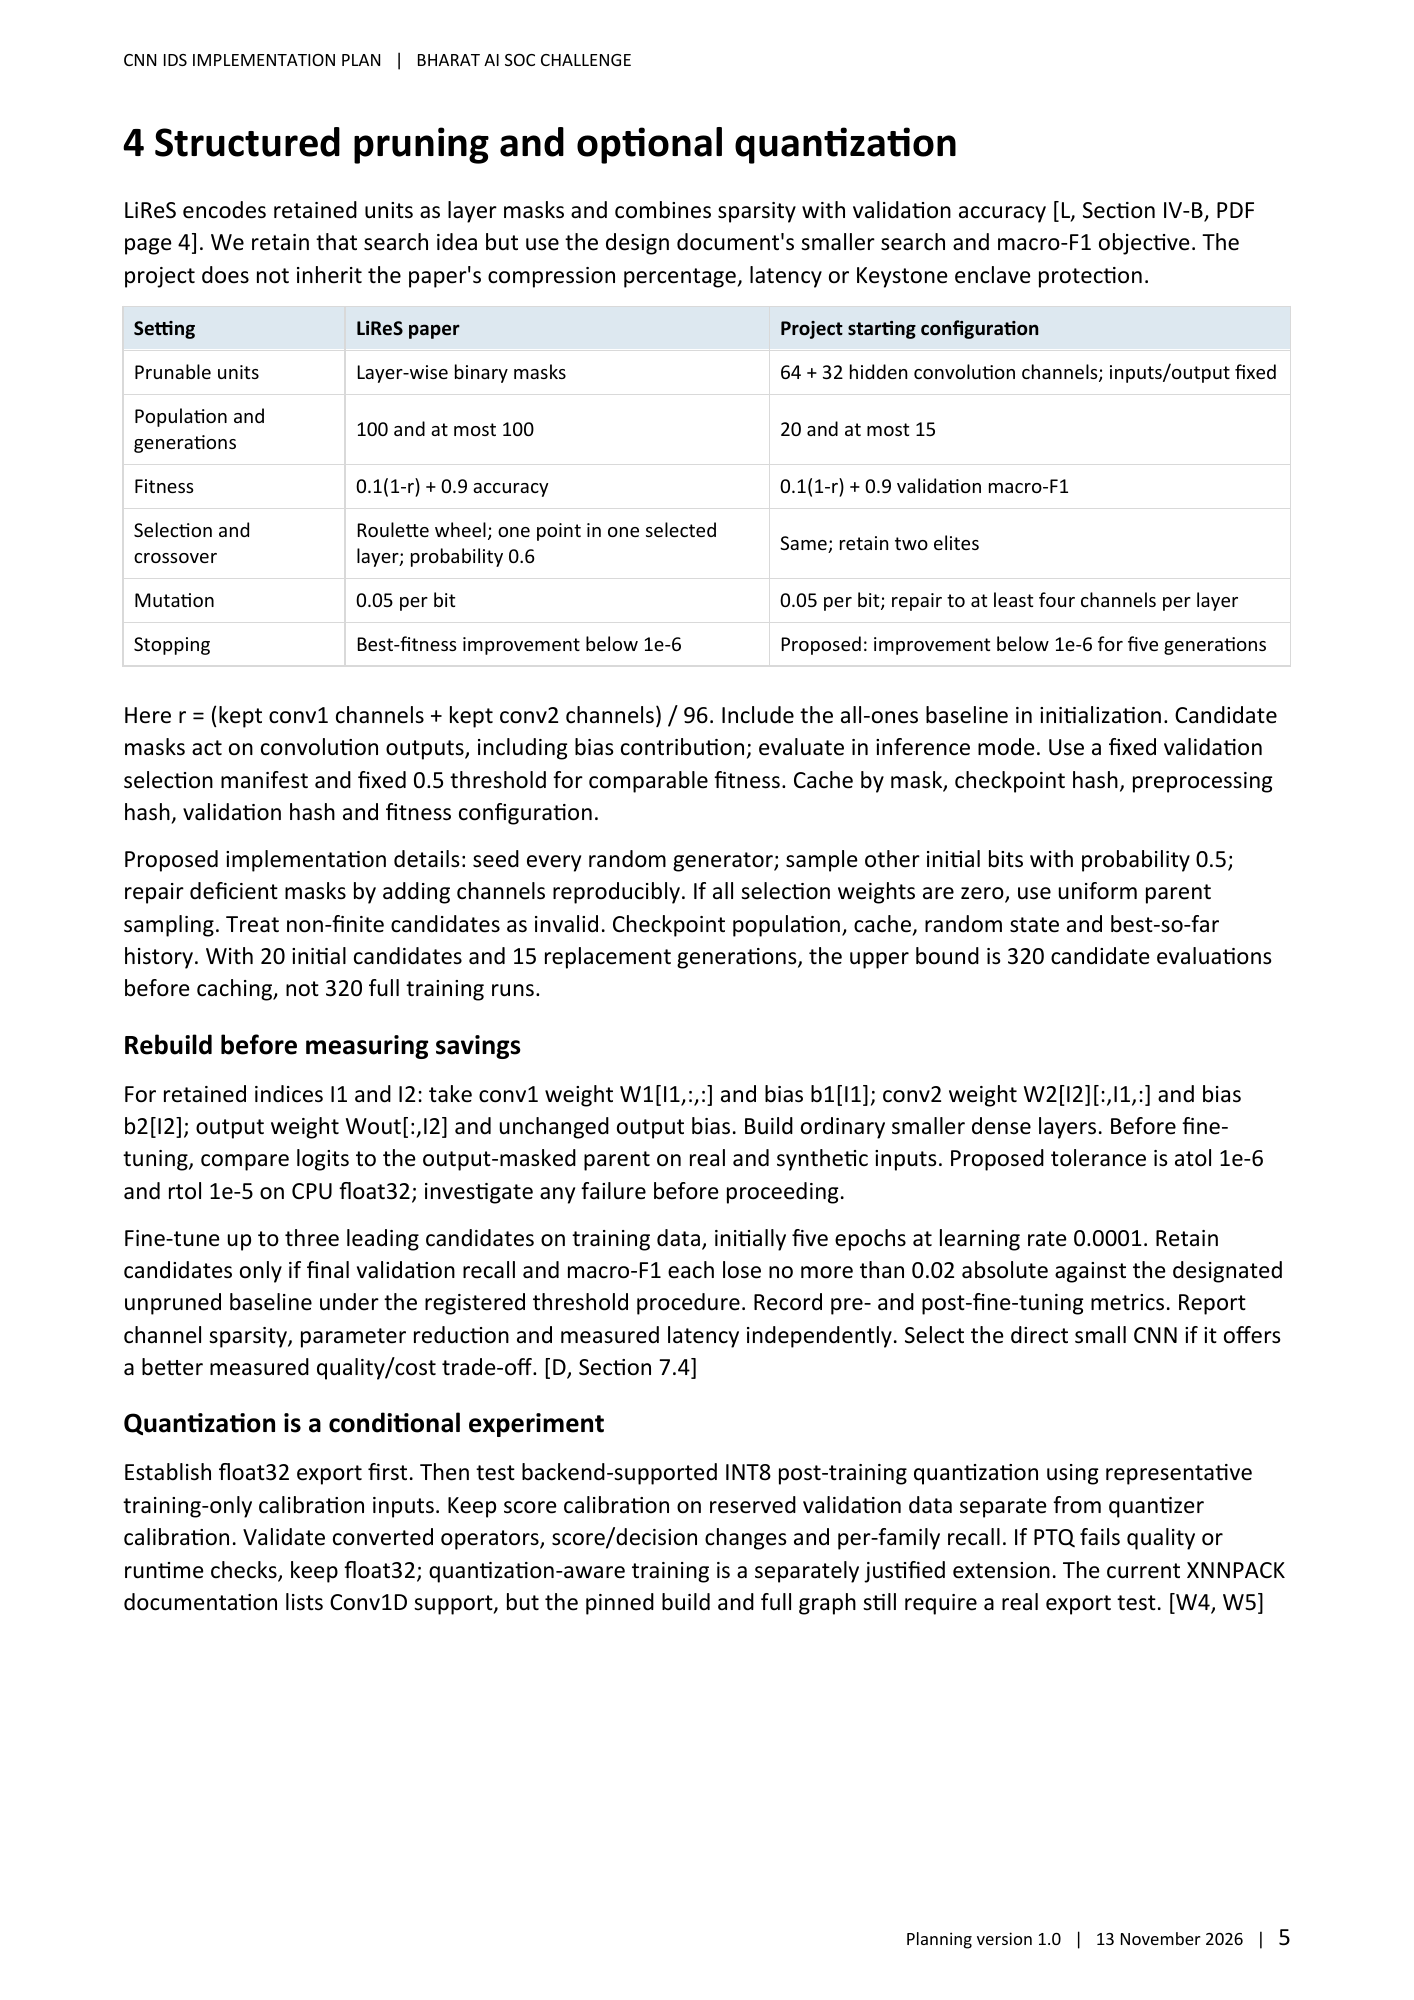 CNN IDS IMPLEMENTATION PLAN | BHARAT AI SOC CHALLENGE
4 Structured pruning and optional quantization
LiReS encodes retained units as layer masks and combines sparsity with validation accuracy [L, Section IV-B, PDF
page 4]. We retain that search idea but use the design document's smaller search and macro-F1 objective. The
project does not inherit the paper's compression percentage, latency or Keystone enclave protection.
Setting LiReS paper Project starting configuration
Prunable units Layer-wise binary masks 64 + 32 hidden convolution channels; inputs/output fixed
Population and
generations 100 and at most 100 20 and at most 15
Fitness 0.1(1-r) + 0.9 accuracy 0.1(1-r) + 0.9 validation macro-F1
Selection and
crossover Roulette wheel; one point in one selected
layer; probability 0.6 Same; retain two elites
Mutation 0.05 per bit 0.05 per bit; repair to at least four channels per layer
Stopping Best-fitness improvement below 1e-6 Proposed: improvement below 1e-6 for five generations
Here r = (kept conv1 channels + kept conv2 channels) / 96. Include the all-ones baseline in initialization. Candidate
masks act on convolution outputs, including bias contribution; evaluate in inference mode. Use a fixed validation
selection manifest and fixed 0.5 threshold for comparable fitness. Cache by mask, checkpoint hash, preprocessing
hash, validation hash and fitness configuration.
Proposed implementation details: seed every random generator; sample other initial bits with probability 0.5;
repair deficient masks by adding channels reproducibly. If all selection weights are zero, use uniform parent
sampling. Treat non-finite candidates as invalid. Checkpoint population, cache, random state and best-so-far
history. With 20 initial candidates and 15 replacement generations, the upper bound is 320 candidate evaluations
before caching, not 320 full training runs.
Rebuild before measuring savings
For retained indices I1 and I2: take conv1 weight W1[I1,:,:] and bias b1[I1]; conv2 weight W2[I2][:,I1,:] and bias
b2[I2]; output weight Wout[:,I2] and unchanged output bias. Build ordinary smaller dense layers. Before fine-
tuning, compare logits to the output-masked parent on real and synthetic inputs. Proposed tolerance is atol 1e-6
and rtol 1e-5 on CPU float32; investigate any failure before proceeding.
Fine-tune up to three leading candidates on training data, initially five epochs at learning rate 0.0001. Retain
candidates only if final validation recall and macro-F1 each lose no more than 0.02 absolute against the designated
unpruned baseline under the registered threshold procedure. Record pre- and post-fine-tuning metrics. Report
channel sparsity, parameter reduction and measured latency independently. Select the direct small CNN if it offers
a better measured quality/cost trade-off. [D, Section 7.4]
Quantization is a conditional experiment
Establish float32 export first. Then test backend-supported INT8 post-training quantization using representative
training-only calibration inputs. Keep score calibration on reserved validation data separate from quantizer
calibration. Validate converted operators, score/decision changes and per-family recall. If PTQ fails quality or
runtime checks, keep float32; quantization-aware training is a separately justified extension. The current XNNPACK
documentation lists Conv1D support, but the pinned build and full graph still require a real export test. [W4, W5]
Planning version 1.0 | 13 November 2026 | 5